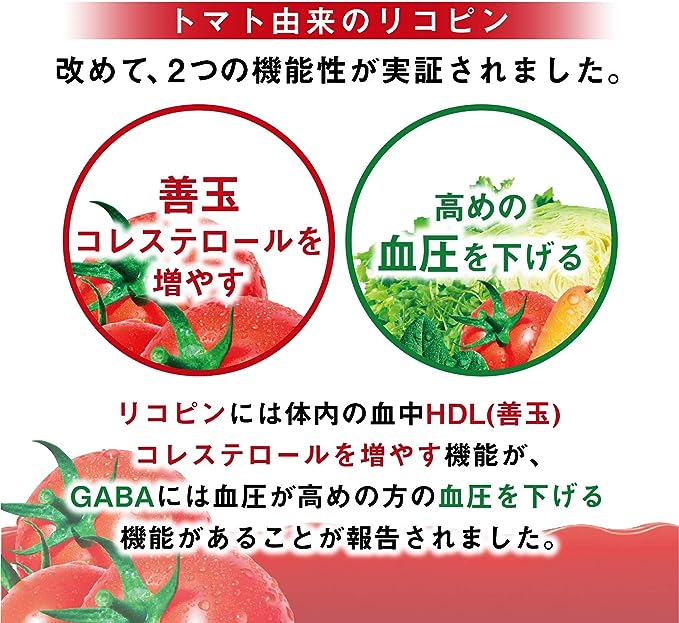 トマト由来のリコピン
改めて、2つの機能性が実証されました。
善玉
コレステロールを
増やす
高めの
血圧を下げる
リコピンには体内の血中HDL(善玉)
コレステロールを増やす機能が、
GABAには血圧が高めの方の血圧を下げる
機能があることが報告されました。